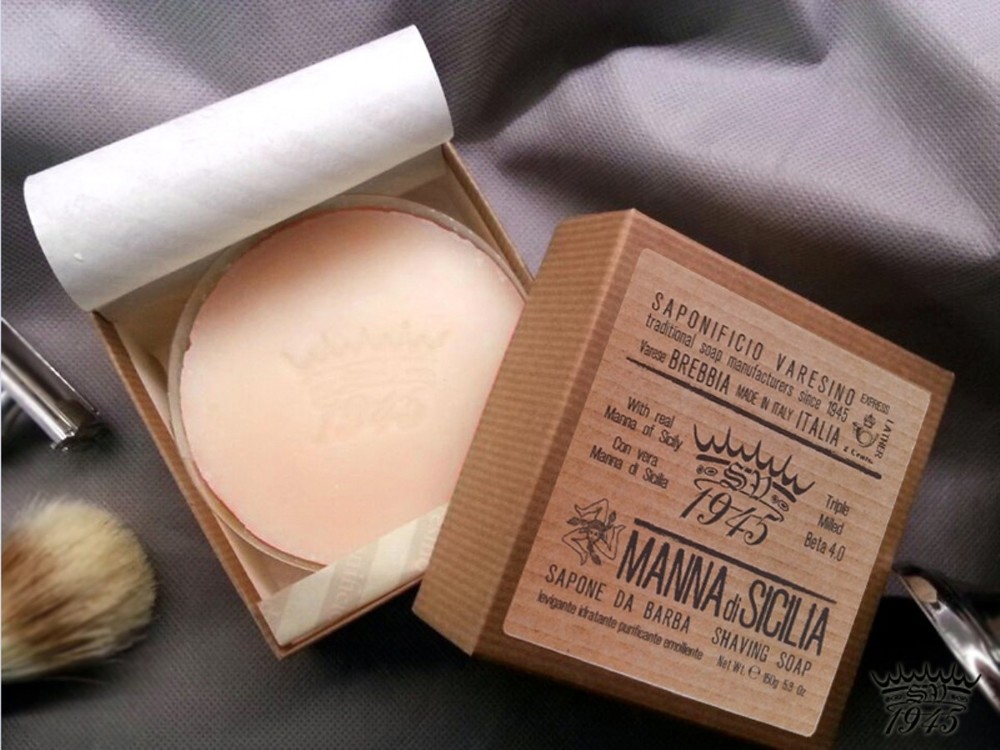 SAPONIFICIO VARESINO
traditional soap manufacturers since 1945
Varese BREBBIA MADE IN ITALY ITALIA
EXPRESS
LATHER
With real
Manna of Sicily
Con vera
Manna di Sicilia
SV
1945
Triple
Milled
Beta 4.0
MANNA di SICILIA
SAPONE DA BARBA SHAVING SOAP
levigante idratante purificante emolliente
Net Wt. ℮ 150g 5.3 Oz
SV
1945